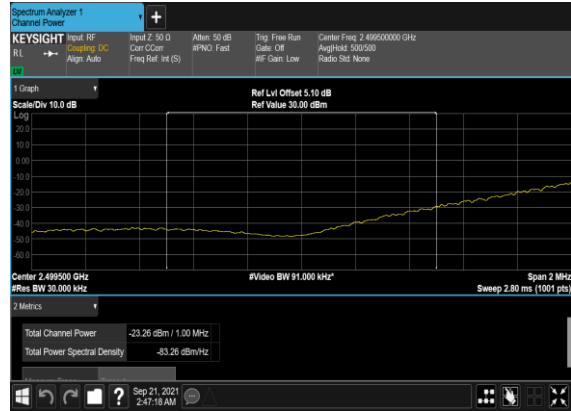 Spectrum Analyzer 1
Channel Power
+
KEYSIGHT Input: RF Input Z: 50 Ω Atten: 50 dB Trig: Free Run Center Freq: 2.499500000 GHz
RL Coupling: DC Corr CCorr #PNO: Fast Gate: Off Avg|Hold: 500/500
Align: Auto Freq Ref: Int (S) #IF Gain: Low Radio Std: None
1 Graph
Ref Lvl Offset 5.10 dB
Scale/Div 10.0 dB Ref Value 30.00 dBm
Log
20.0
10.0
0.00
-10.0
-20.0
-30.0
-40.0
-50.0
-60.0
Center 2.499500 GHz #Video BW 91.000 kHz* Span 2 MHz
#Res BW 30.000 kHz Sweep 2.80 ms (1001 pts)
2 Metrics
Total Channel Power -23.26 dBm / 1.00 MHz
Total Power Spectral Density -83.26 dBm/Hz
? Sep 21, 2021
2:47:18 AM